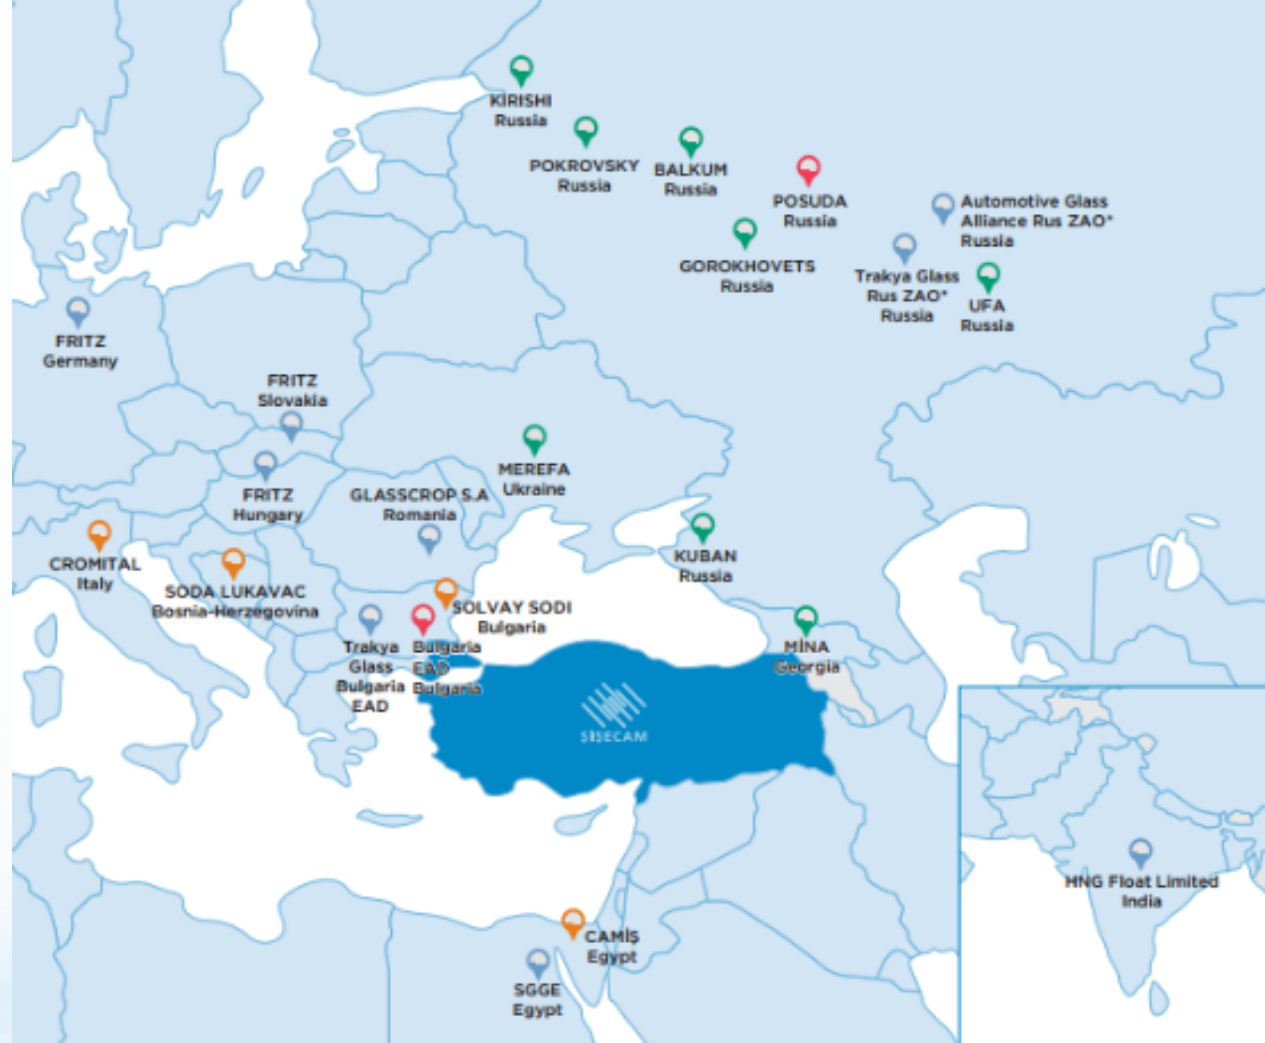 KİRISHI
Russia
POKROVSKY
Russia
BALKUM
Russia
POSUDA
Russia
Automotive Glass
Alliance Rus ZAO*
Russia
GOROKHOVETS
Russia
Trakya Glass
Rus ZAO*
Russia
UFA
Russia
FRITZ
Germany
FRITZ
Slovakia
MEREFA
Ukraine
FRITZ
Hungary
GLASSCROP S.A
Romania
KUBAN
Russia
CROMITAL
Italy
SODA LUKAVAC
Bosnia-Herzegovina
SOLVAY SODI
Bulgaria
Trakya
Glass
Bulgaria
EAD
Bulgaria
EAD
Bulgaria
MİNA
Georgia
ŞİŞECAM
HNG Float Limited
India
CAMİŞ
Egypt
SGGE
Egypt